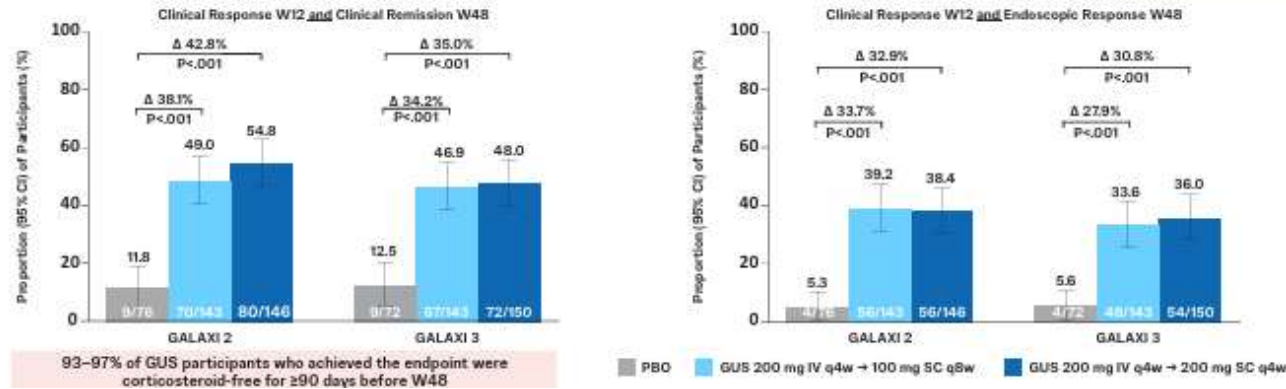 Clinical Response W12 and Clinical Remission W48
Proportion (95% CI) of Participants (%)
100
80
60
40
20
0
Δ 42.8%
P<.001
Δ 38.1%
P<.001
11.8
49.0
54.8
9/76
70/143
80/146
GALAXI 2
Δ 35.0%
P<.001
Δ 34.2%
P<.001
12.5
46.9
48.0
9/72
67/143
72/150
GALAXI 3
93–97% of GUS participants who achieved the endpoint were
corticosteroid-free for ≥90 days before W48
Clinical Response W12 and Endoscopic Response W48
Proportion (95% CI) of Participants (%)
100
80
60
40
20
0
Δ 32.9%
P<.001
Δ 33.7%
P<.001
5.3
39.2
38.4
4/76
56/143
56/146
GALAXI 2
Δ 30.8%
P<.001
Δ 27.9%
P<.001
5.6
33.6
36.0
4/72
48/143
54/150
GALAXI 3
PBO
GUS 200 mg IV q4w → 100 mg SC q8w
GUS 200 mg IV q4w → 200 mg SC q4w